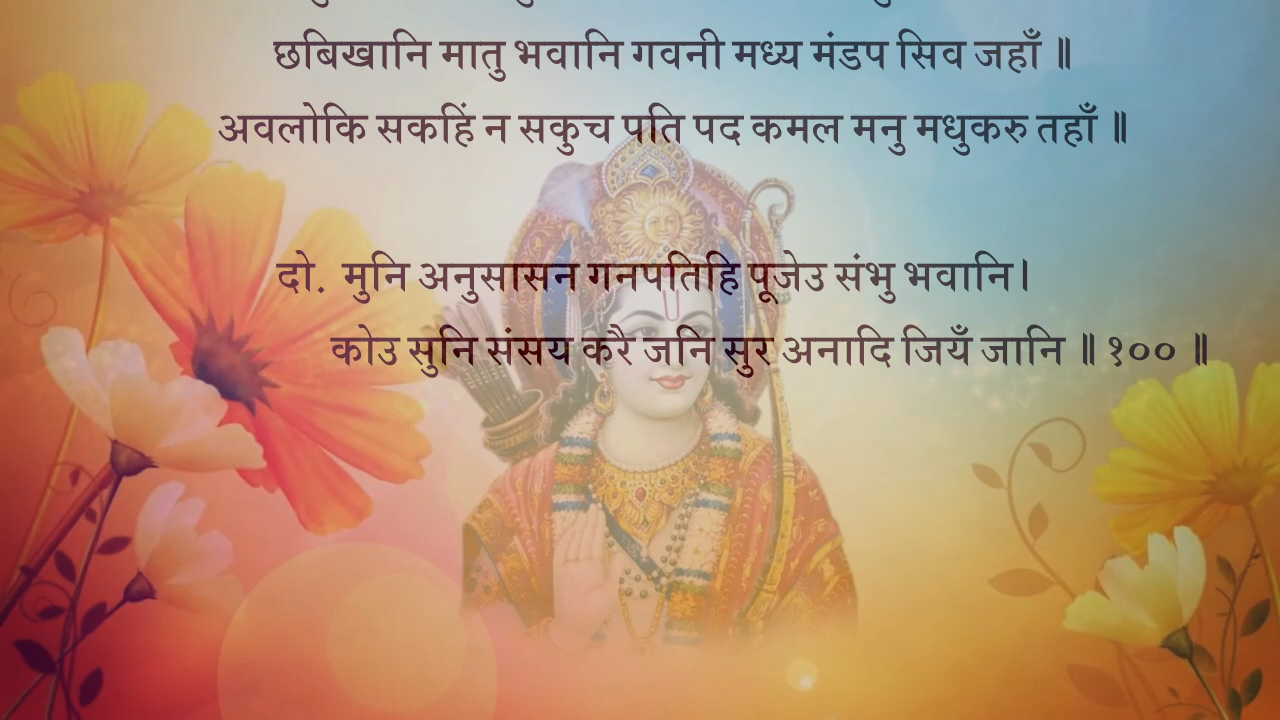 छबिखानि मातु भवानि गवनी मध्य मंडप सिव जहाँ ॥
अवलोकि सकहिं न सकुच पति पद कमल मनु मधुकरु तहाँ ॥
दो. मुनि अनुसासन गनपतिहि पूजेउ संभु भवानि।
कोउ सुनि संसय करै जनि सुर अनादि जियँ जानि ॥ १०० ॥